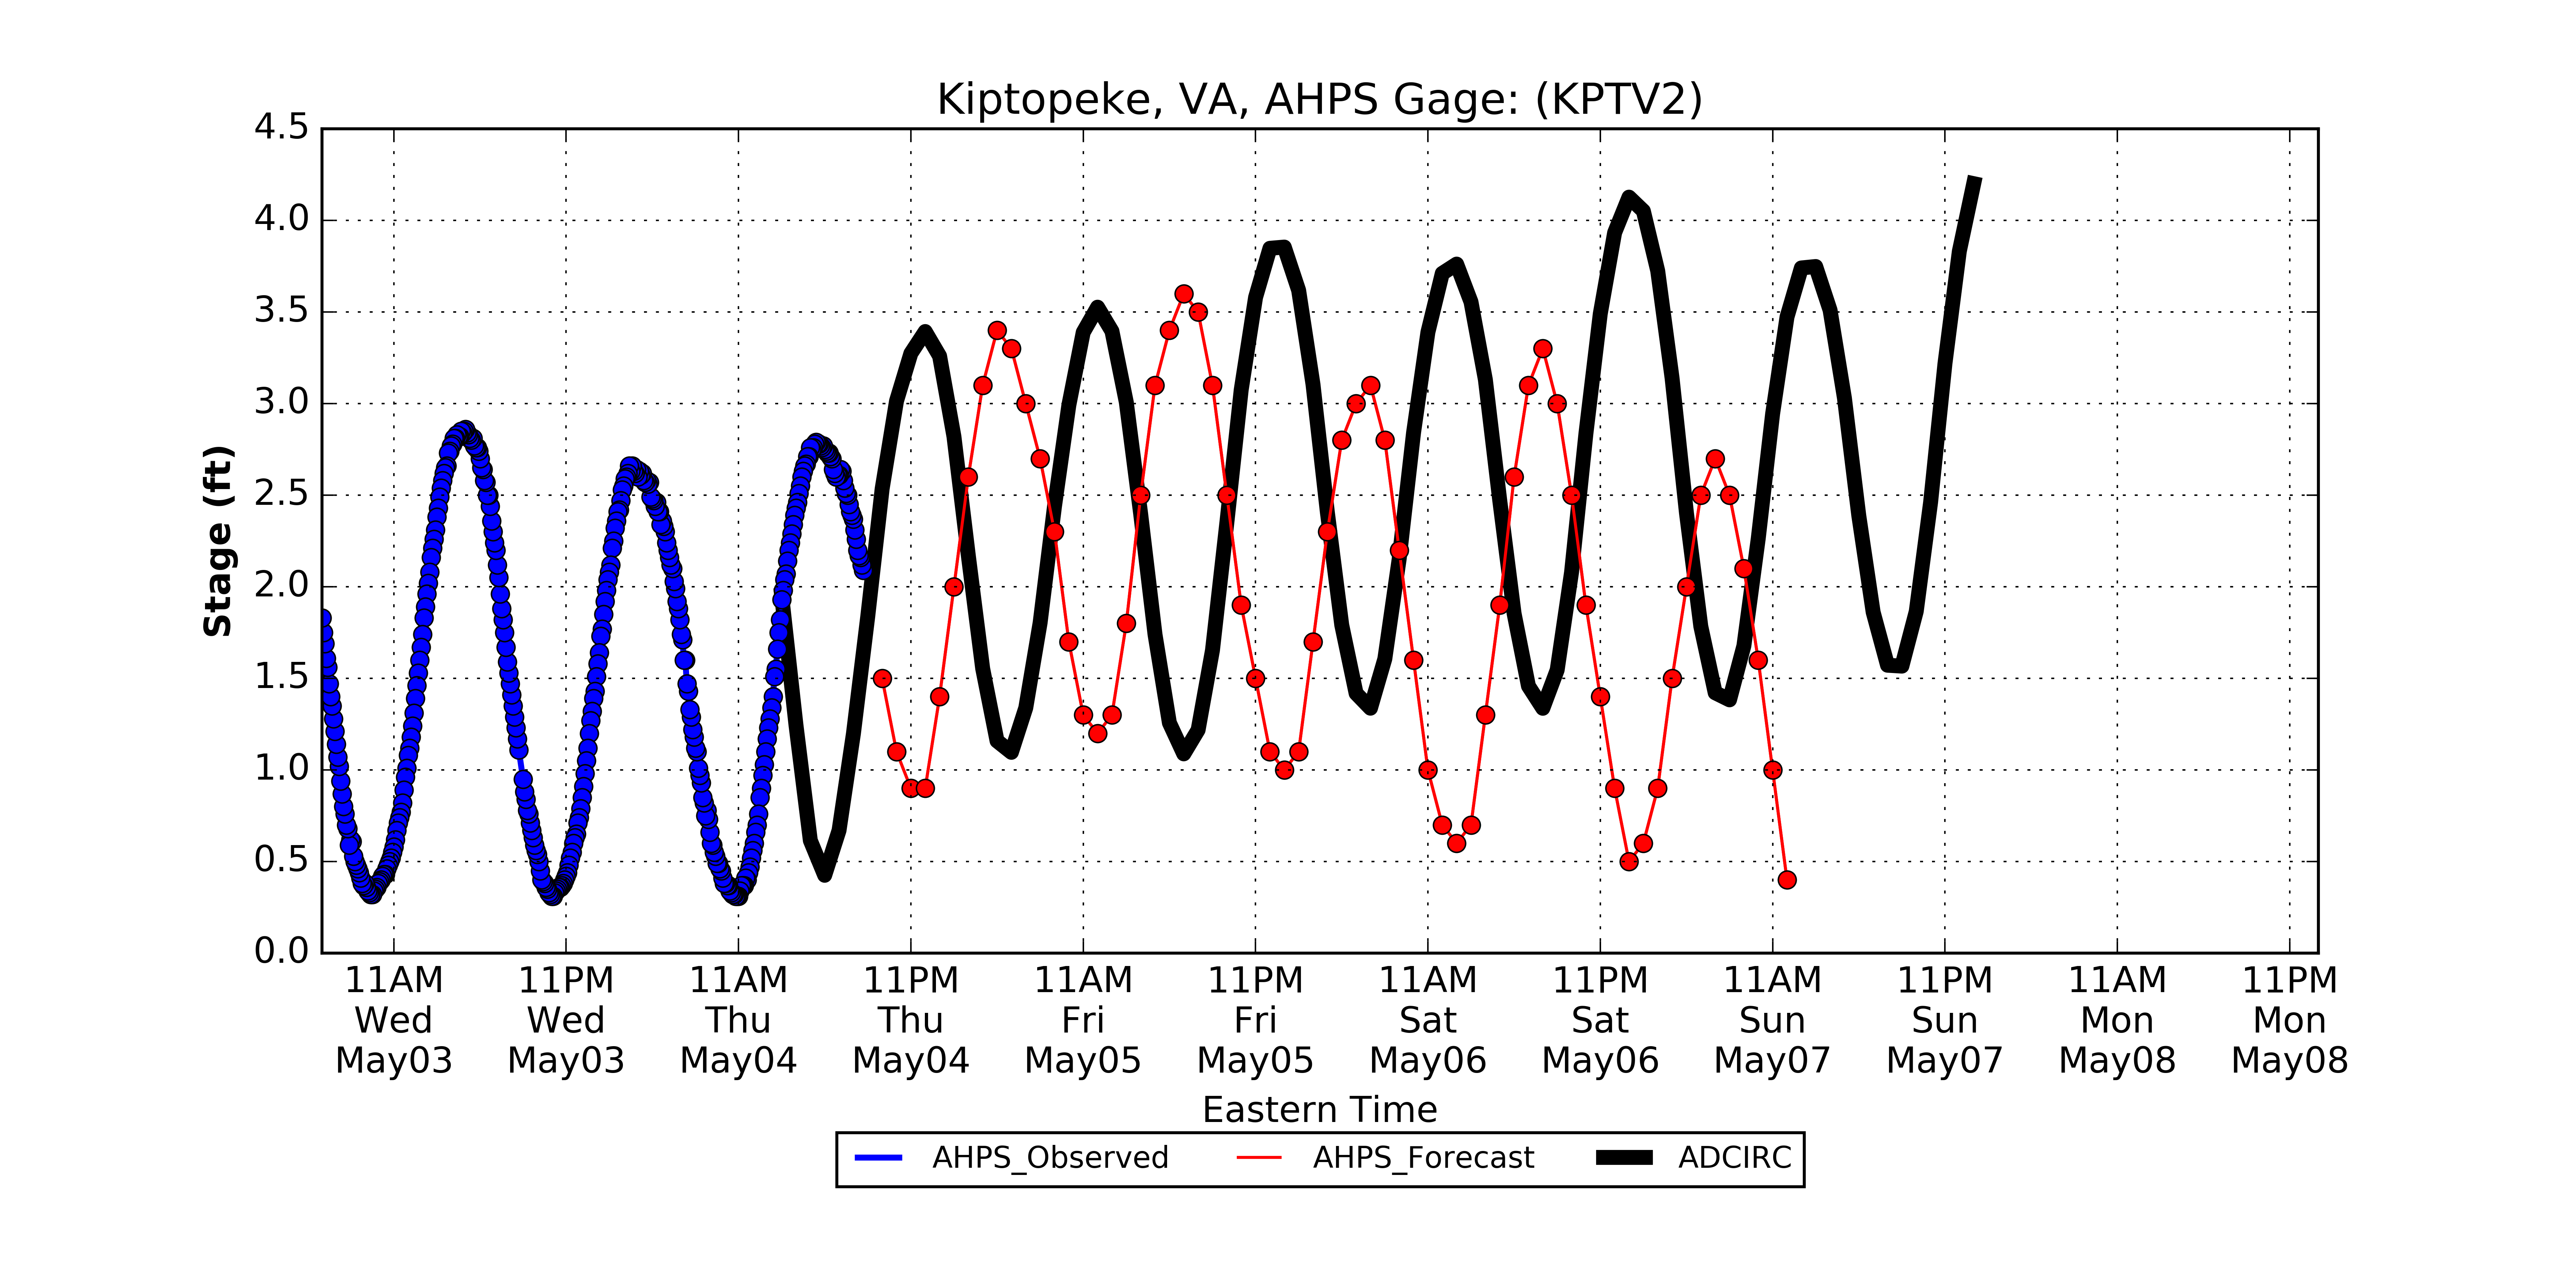 Kiptopeke, VA, AHPS Gage: (KPTV2)
4.5
4.0
3.5
3.0
2.5
2.0
1.5
1.0
0.5
0.0
Stage (ft)
11AM 11PM 11AM 11PM 11AM 11PM 11AM 11PM 11AM 11PM 11AM 11PM
Wed Wed Thu Thu Fri Fri Sat Sat Sun Sun Mon Mon
May03 May03 May04 May04 May05 May05 May06 May06 May07 May07 May08 May08
Eastern Time
AHPS_Observed AHPS_Forecast ADCIRC